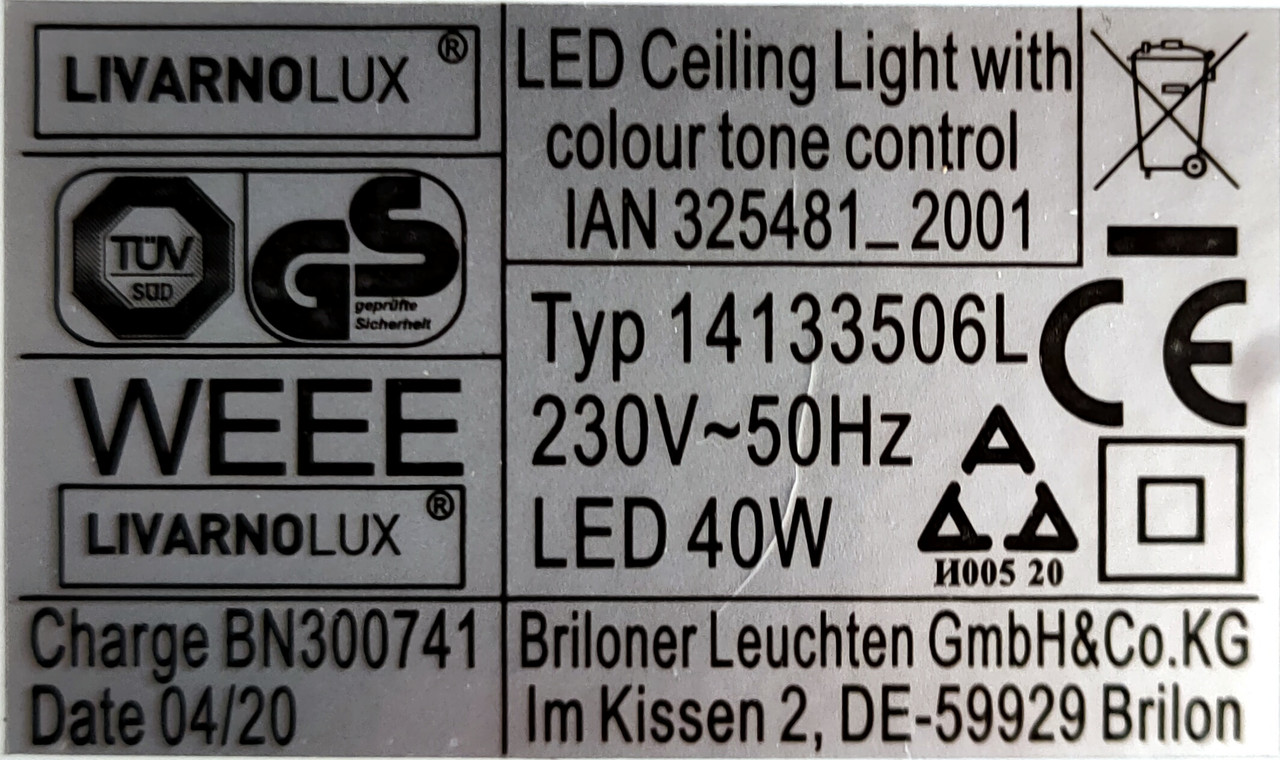 LIVARNOLUX®
LED Ceiling Light with
colour tone control
IAN 325481_2001
TÜV
SÜD
GS
geprüfte
Sicherheit
Typ 14133506L
230V~50Hz
LED 40W
CE
И005 20
WEEE
LIVARNOLUX®
Charge BN300741
Date 04/20
Briloner Leuchten GmbH&Co.KG
Im Kissen 2, DE-59929 Brilon